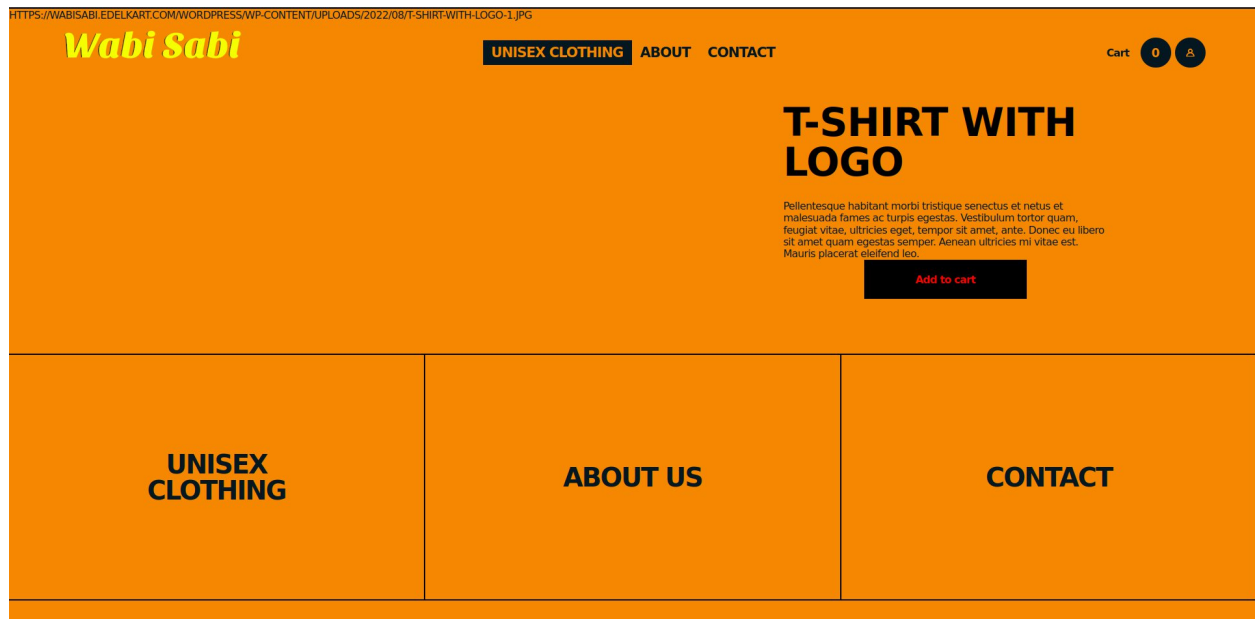 HTTPS://WABISABI.EDELKART.COM/WORDPRESS/WP-CONTENT/UPLOADS/2022/08/T-SHIRT-WITH-LOGO-1.JPG
Wabi Sabi
UNISEX CLOTHING ABOUT CONTACT
Cart 0
T-SHIRT WITH
LOGO
Pellentesque habitant morbi tristique senectus et netus et
malesuada fames ac turpis egestas. Vestibulum tortor quam,
feugiat vitae, ultricies eget, tempor sit amet, ante. Donec eu libero
sit amet quam egestas semper. Aenean ultricies mi vitae est.
Mauris placerat eleifend leo.
Add to cart
UNISEX
CLOTHING
ABOUT US
CONTACT